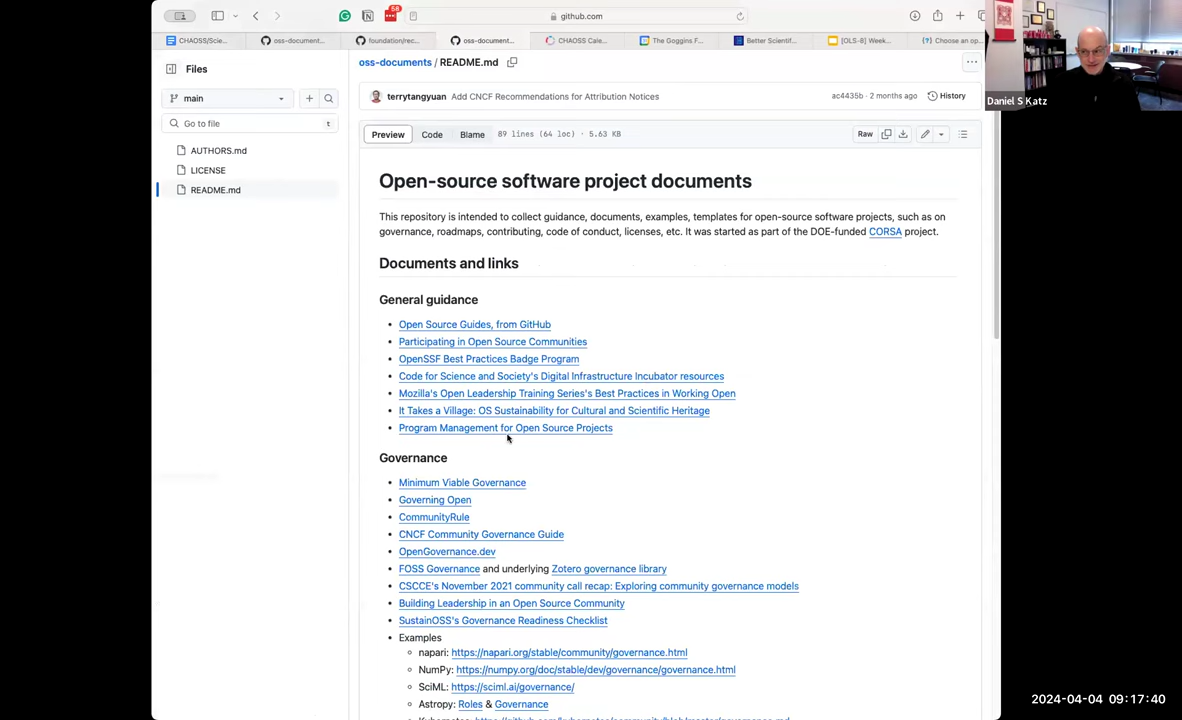 58
github.com
CHAOSS/Scie...
oss-document...
foundation/rec...
oss-document...
CHAOSS Cale...
The Goggins F...
Better Scientif...
[OLS-8] Week...
Choose an op...
Files
oss-documents / README.md
main
terrytangyuan Add CNCF Recommendations for Attribution Notices
ac4435b · 2 months ago
History
Daniel S Katz
Go to file
t
Preview
Code
Blame
89 lines (64 loc) · 5.63 KB
Raw
AUTHORS.md
LICENSE
README.md
Open-source software project documents
This repository is intended to collect guidance, documents, examples, templates for open-source software projects, such as on
governance, roadmaps, contributing, code of conduct, licenses, etc. It was started as part of the DOE-funded CORSA project.
Documents and links
General guidance
Open Source Guides, from GitHub
Participating in Open Source Communities
OpenSSF Best Practices Badge Program
Code for Science and Society's Digital Infrastructure Incubator resources
Mozilla's Open Leadership Training Series's Best Practices in Working Open
It Takes a Village: OS Sustainability for Cultural and Scientific Heritage
Program Management for Open Source Projects
Governance
Minimum Viable Governance
Governing Open
CommunityRule
CNCF Community Governance Guide
OpenGovernance.dev
FOSS Governance and underlying Zotero governance library
CSCCE's November 2021 community call recap: Exploring community governance models
Building Leadership in an Open Source Community
SustainOSS's Governance Readiness Checklist
Examples
napari: https://napari.org/stable/community/governance.html
NumPy: https://numpy.org/doc/stable/dev/governance/governance.html
SciML: https://sciml.ai/governance/
Astropy: Roles & Governance
2024-04-04 09:17:40